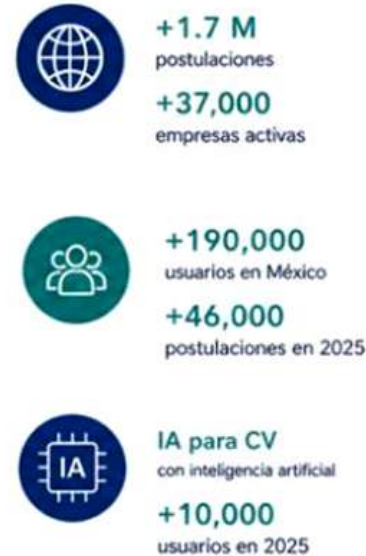 +1.7 M
postulaciones
+37,000
empresas activas
+190,000
usuarios en México
+46,000
postulaciones en 2025
IA
IA para CV
con inteligencia artificial
+10,000
usuarios en 2025